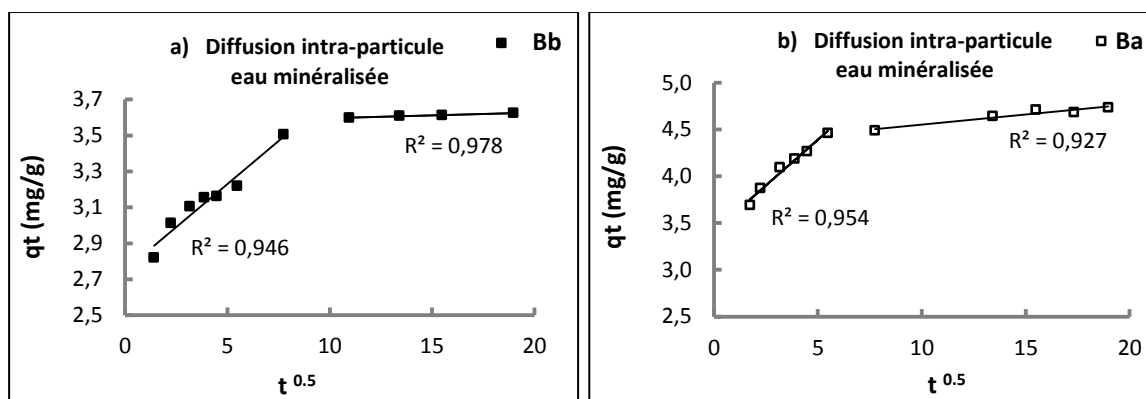 a) Diffusion intra-particule
eau minéralisée
Bb
qt (mg/g)
3,7
3,5
3,3
3,1
2,9
2,7
2,5
R² = 0,978
R² = 0,946
0
5
10
15
20
t 0.5
b) Diffusion intra-particule
eau minéralisée
Ba
qt (mg/g)
5,0
4,5
4,0
3,5
3,0
2,5
R² = 0,927
R² = 0,954
0
5
10
15
20
t 0.5